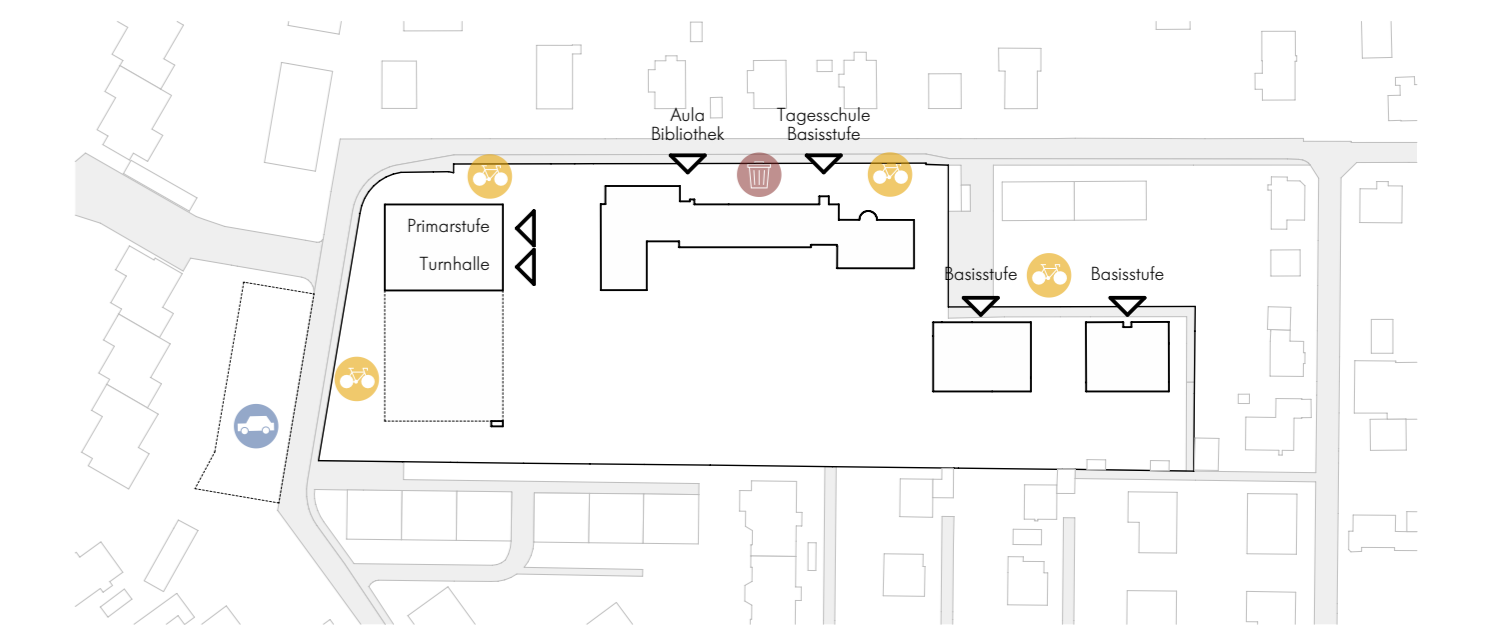 Aula
Bibliothek
Tagesschule
Basisstufe
Primarstufe
Turnhalle
Basisstufe
Basisstufe